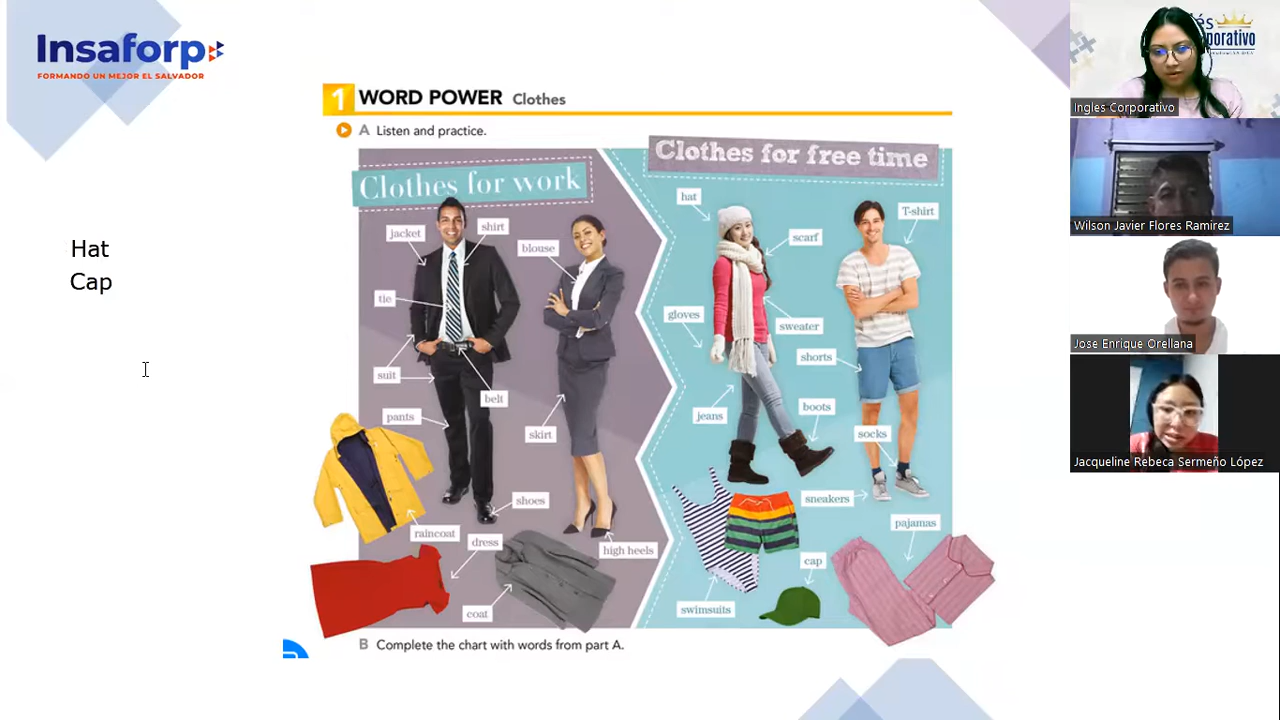 Insaforp
FORMANDO UN MEJOR EL SALVADOR
Hat
Cap
1 WORD POWER Clothes
A Listen and practice.
Clothes for work
Clothes for free time
jacket
shirt
blouse
tie
suit
belt
pants
skirt
shoes
raincoat
dress
high heels
coat
hat
T-shirt
scarf
gloves
sweater
shorts
jeans
boots
socks
sneakers
pajamas
cap
swimsuits
B Complete the chart with words from part A.
Ingles Corporativo
Wilson Javier Flores Ramirez
Jose Enrique Orellana
Jacqueline Rebeca Sermeño López